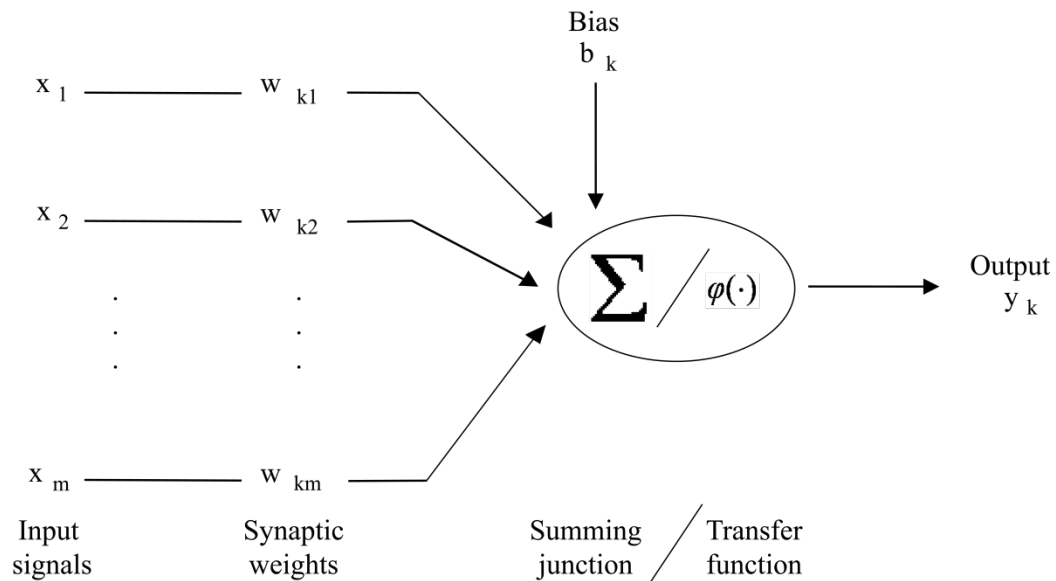 Bias
b k
x 1 w k1
x 2 w k2
Σ / φ(·)
Output
y k
. .
. .
. .
x m w km
Input signals
Synaptic weights
Summing junction / Transfer function